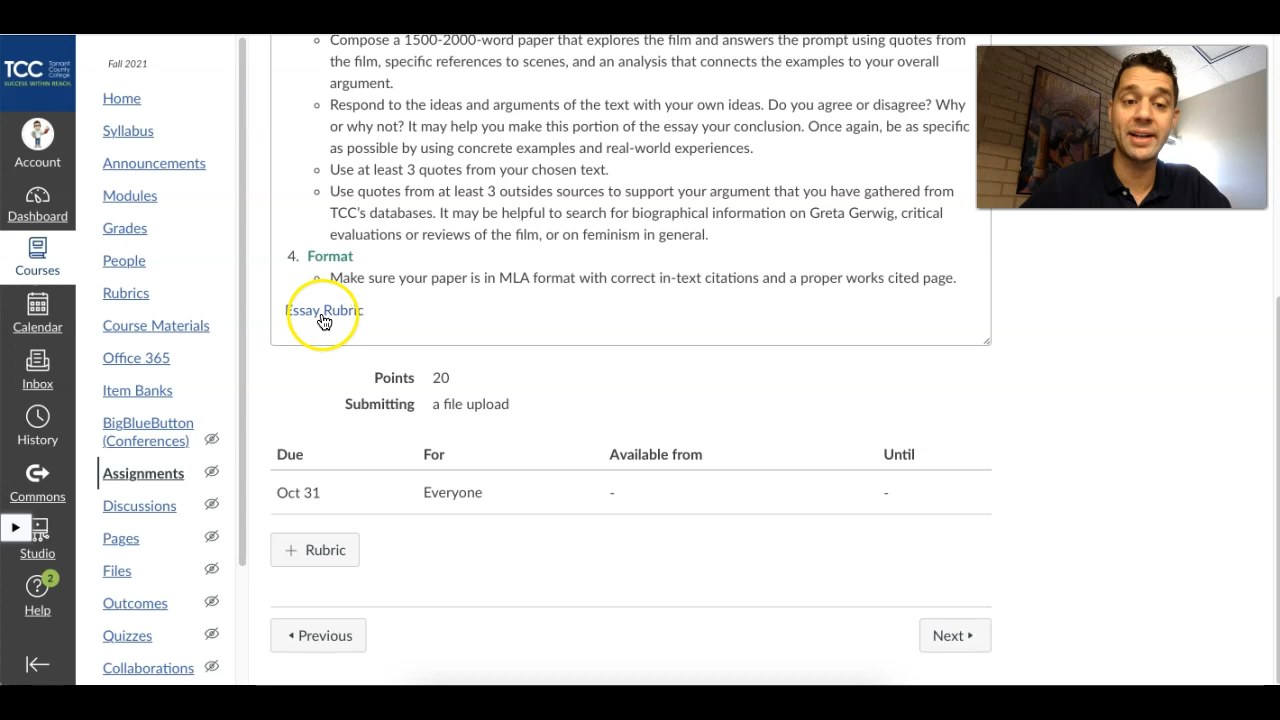 TCC Tarrant County College
SUCCESS WITHIN REACH
Account
Dashboard
Courses
Calendar
Inbox
History
Commons
Studio
2
Help
Fall 2021
Home
Syllabus
Announcements
Modules
Grades
People
Rubrics
Course Materials
Office 365
Item Banks
BigBlueButton
(Conferences)
Assignments
Discussions
Pages
Files
Outcomes
Quizzes
Collaborations
Compose a 1500-2000-word paper that explores the film and answers the prompt using quotes from
the film, specific references to scenes, and an analysis that connects the examples to your overall
argument.
Respond to the ideas and arguments of the text with your own ideas. Do you agree or disagree? Why
or why not? It may help you make this portion of the essay your conclusion. Once again, be as specific
as possible by using concrete examples and real-world experiences.
Use at least 3 quotes from your chosen text.
Use quotes from at least 3 outsides sources to support your argument that you have gathered from
TCC's databases. It may be helpful to search for biographical information on Greta Gerwig, critical
evaluations or reviews of the film, or on feminism in general.
4. Format
Make sure your paper is in MLA format with correct in-text citations and a proper works cited page.
Essay Rubric
Points 20
Submitting a file upload
Due For Available from Until
Oct 31 Everyone - -
+ Rubric
Previous
Next